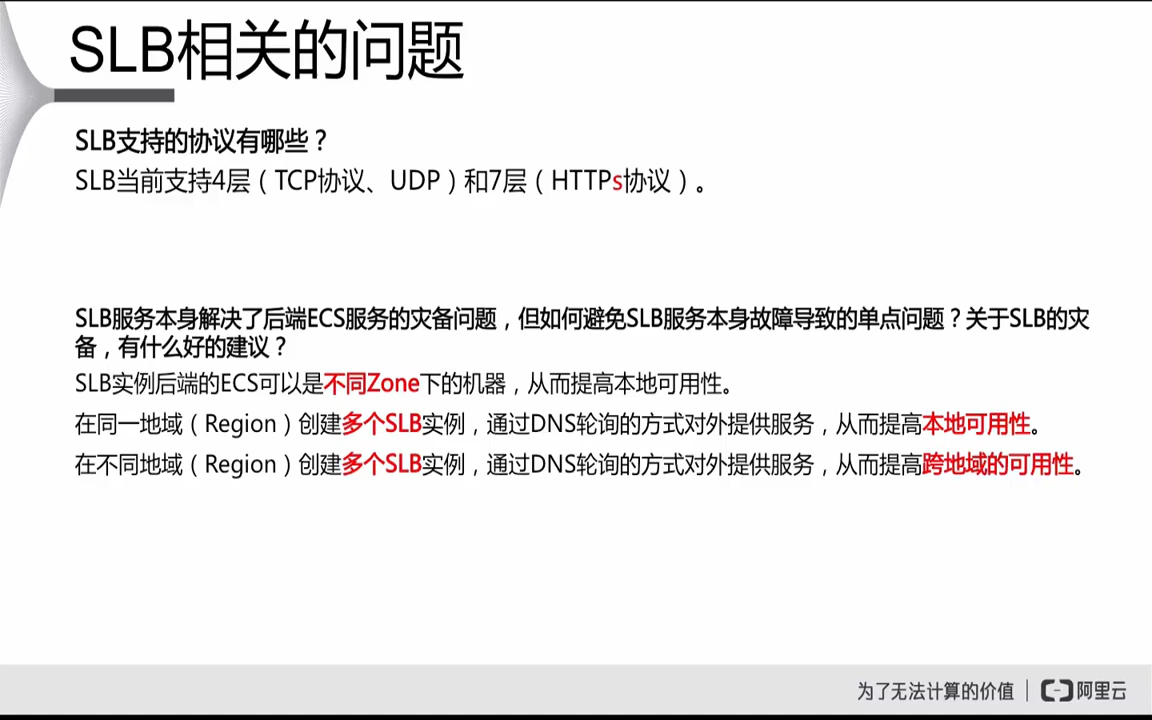 SLB相关的问题
SLB支持的协议有哪些？
SLB当前支持4层（TCP协议、UDP）和7层（HTTPs协议）。
SLB服务本身解决了后端ECS服务的灾备问题，但如何避免SLB服务本身故障导致的单点问题？关于SLB的灾
备，有什么好的建议？
SLB实例后端的ECS可以是不同Zone下的机器，从而提高本地可用性。
在同一地域（Region）创建多个SLB实例，通过DNS轮询的方式对外提供服务，从而提高本地可用性。
在不同地域（Region）创建多个SLB实例，通过DNS轮询的方式对外提供服务，从而提高跨地域的可用性。
为了无法计算的价值 | 阿里云